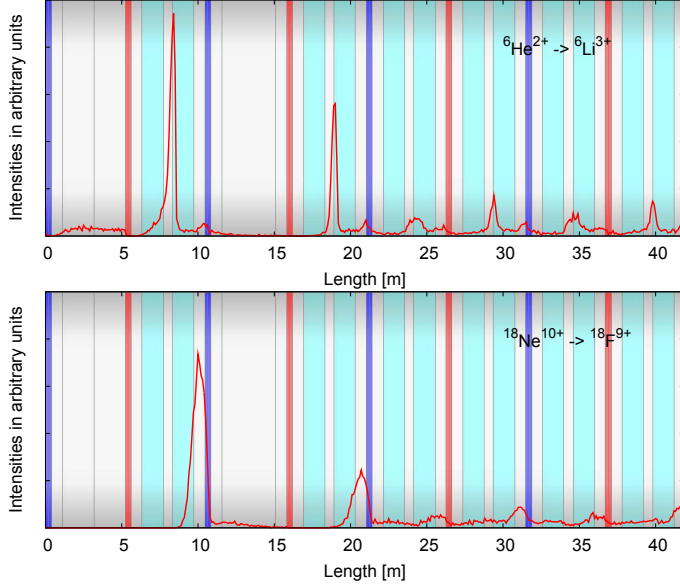 Intensities in arbitrary units
⁶He²⁺ -> ⁶Li³⁺
0 5 10 15 20 25 30 35 40
Length [m]
Intensities in arbitrary units
¹⁸Ne¹⁰⁺ -> ¹⁸F⁹⁺
0 5 10 15 20 25 30 35 40
Length [m]